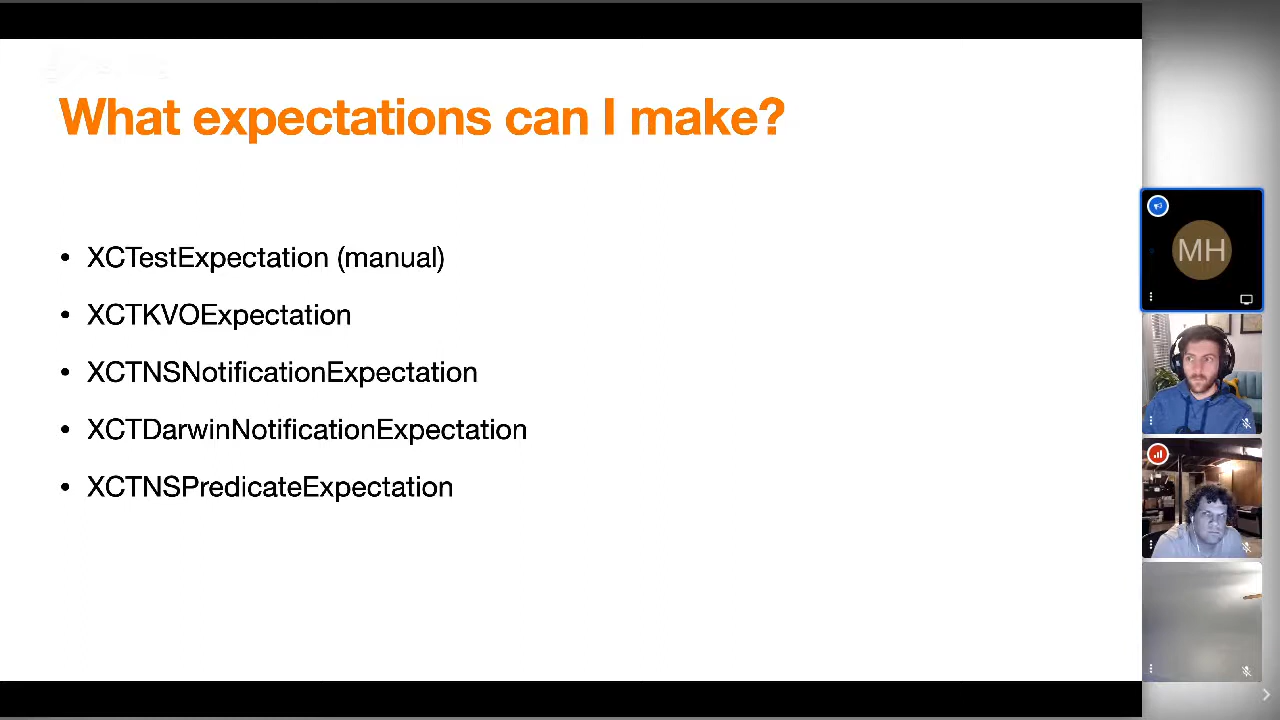 What expectations can I make?
• XCTestExpectation (manual)
• XCTKVOExpectation
• XCTNSNotificationExpectation
• XCTDarwinNotificationExpectation
• XCTNSPredicateExpectation
MH